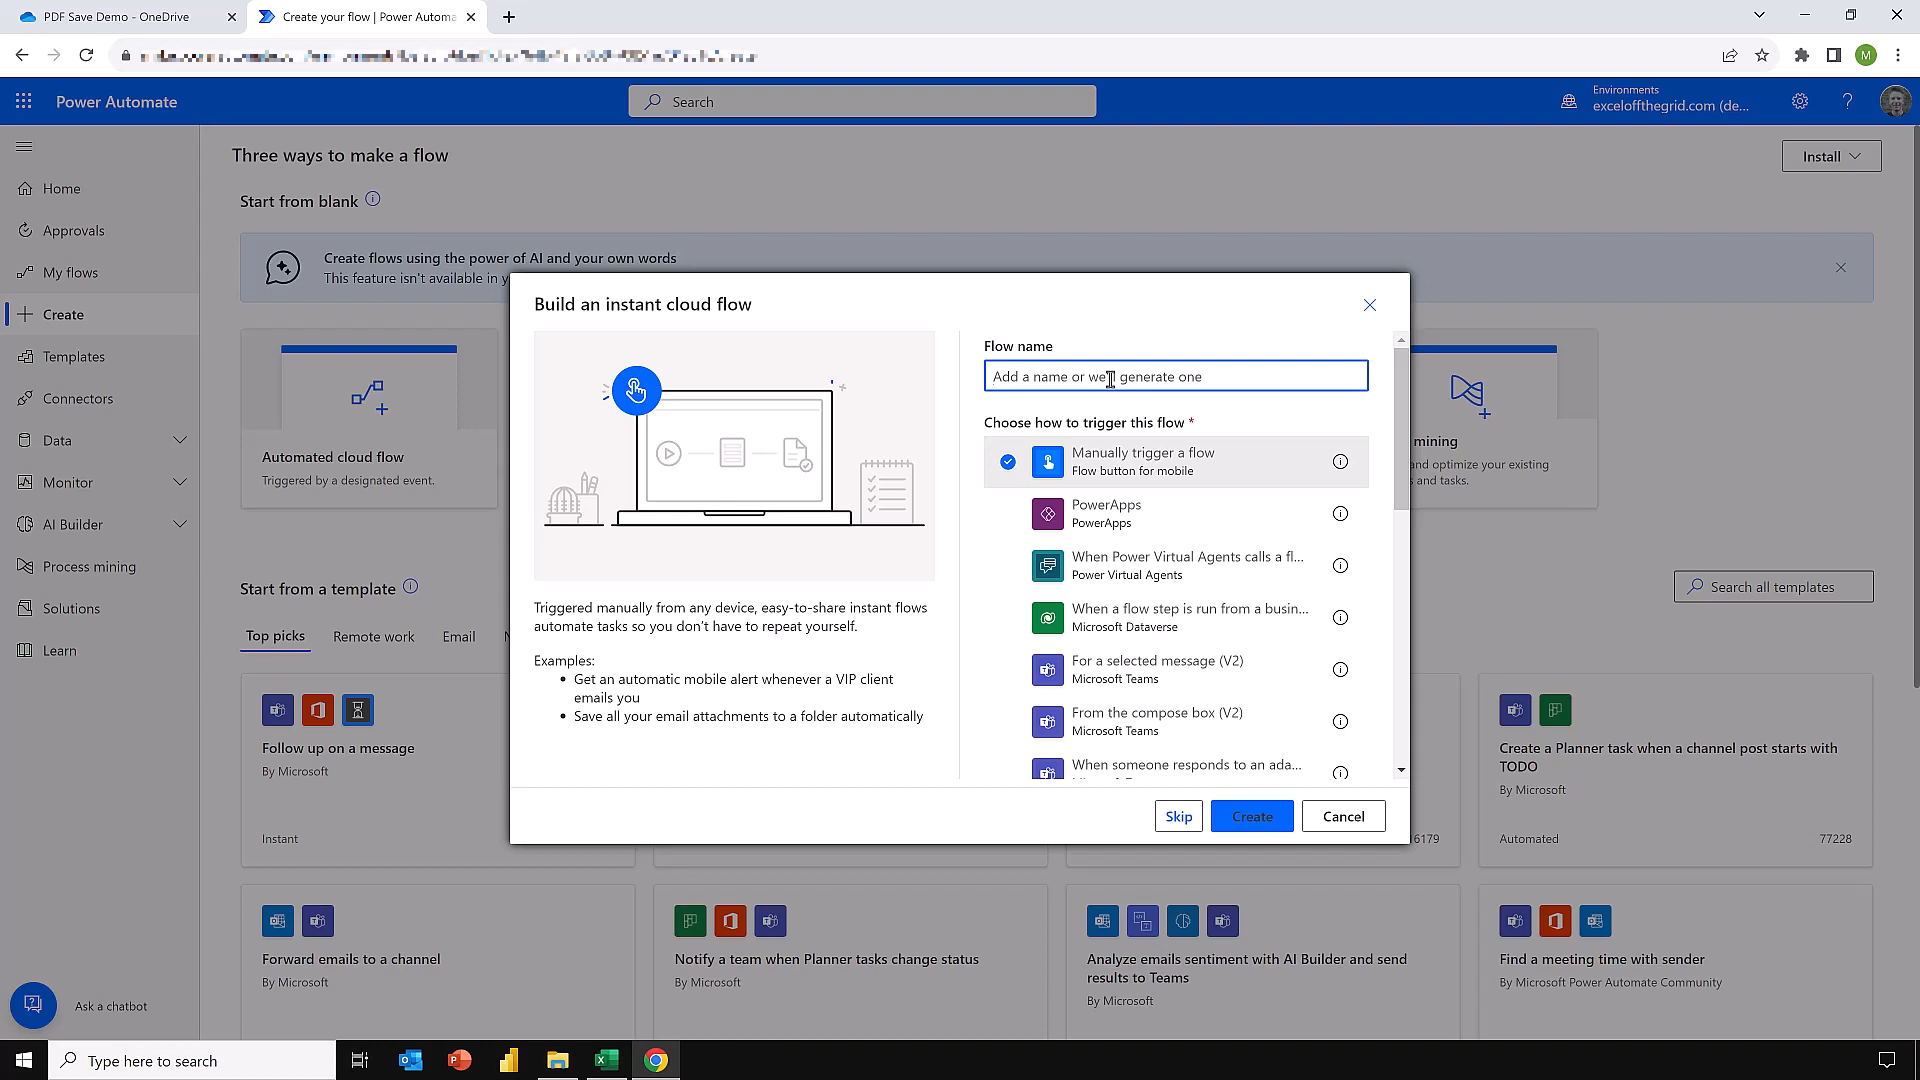 PDF Save Demo - OneDrive
Create your flow | Power Automa
M
Power Automate
Search
Environments
exceloffthegrid.com (de...
Three ways to make a flow
Install
Home
Start from blank
Approvals
Create flows using the power of AI and your own words
My flows
This feature isn't available in y
Create
Build an instant cloud flow
Templates
Flow name
Add a name or we'll generate one
Connectors
Choose how to trigger this flow *
Data
Manually trigger a flow
Flow button for mobile
Automated cloud flow
Triggered by a designated event.
mining
and optimize your existing
s and tasks.
Monitor
PowerApps
PowerApps
AI Builder
When Power Virtual Agents calls a fl...
Power Virtual Agents
Process mining
Start from a template
Search all templates
Solutions
Triggered manually from any device, easy-to-share instant flows
automate tasks so you don't have to repeat yourself.
When a flow step is run from a busin...
Microsoft Dataverse
Top picks
Remote work
Email
Learn
Examples:
• Get an automatic mobile alert whenever a VIP client
emails you
• Save all your email attachments to a folder automatically
For a selected message (V2)
Microsoft Teams
From the compose box (V2)
Microsoft Teams
When someone responds to an ada...
Follow up on a message
By Microsoft
Instant
Create a Planner task when a channel post starts with
TODO
By Microsoft
Automated
77228
6179
Skip
Create
Cancel
Forward emails to a channel
By Microsoft
Notify a team when Planner tasks change status
By Microsoft
Analyze emails sentiment with AI Builder and send
results to Teams
By Microsoft
Find a meeting time with sender
By Microsoft Power Automate Community
Ask a chatbot
Type here to search